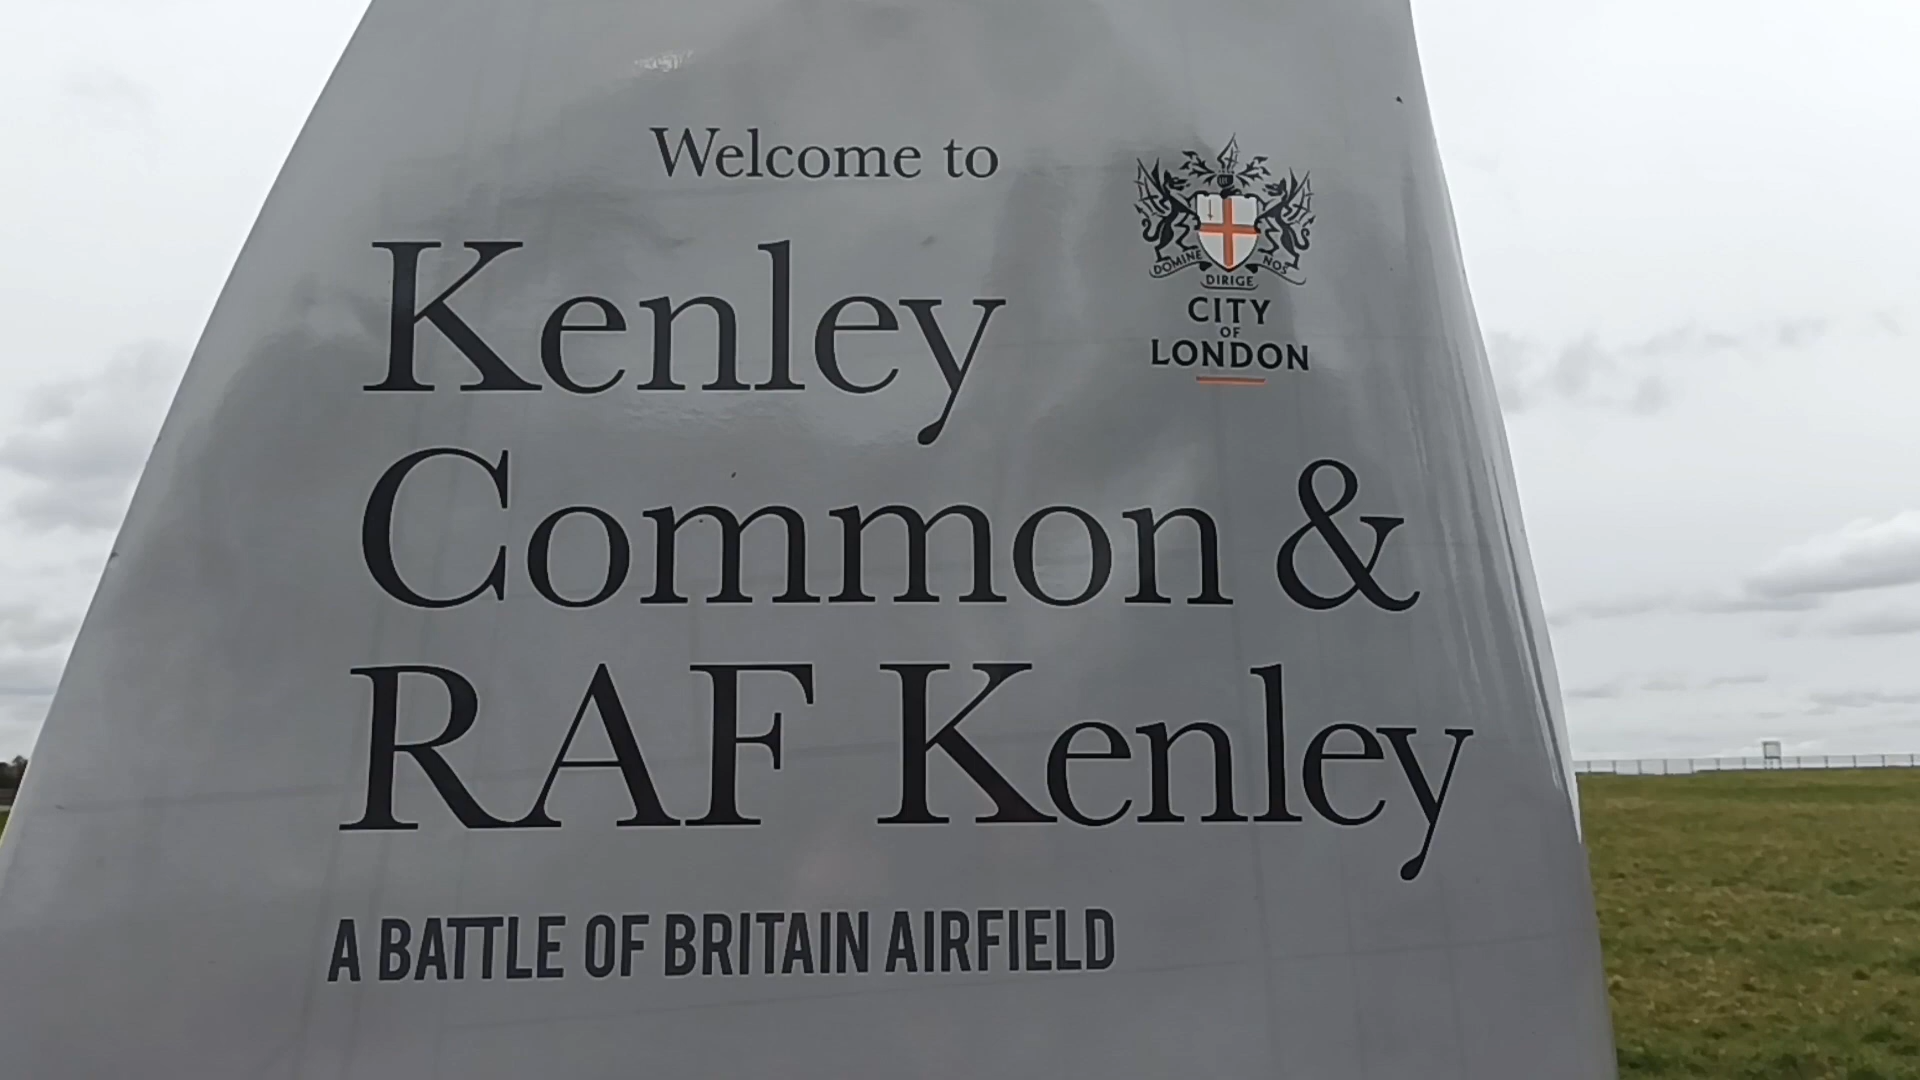 Welcome to
Kenley
Common &
RAF Kenley
A BATTLE OF BRITAIN AIRFIELD
DOMINE DIRIGE NOS
CITY
OF
LONDON